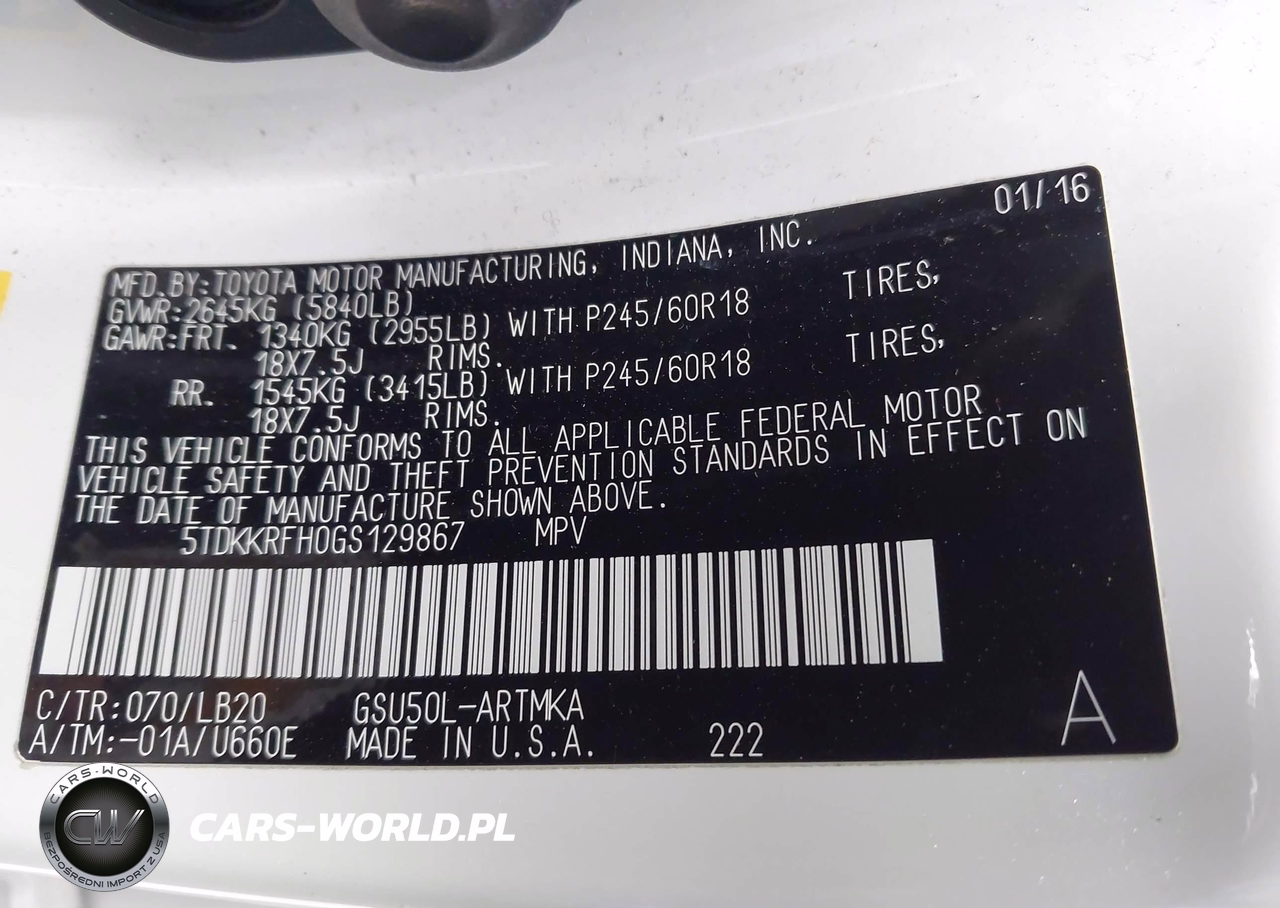 01/16
MFD.BY:TOYOTA MOTOR MANUFACTURING, INDIANA, INC.
GVWR:2645KG (5840LB)
GAWR:FRT. 1340KG (2955LB) WITH P245/60R18 TIRES,
18X7.5J RIMS.
RR. 1545KG (3415LB) WITH P245/60R18 TIRES,
18X7.5J RIMS.
THIS VEHICLE CONFORMS TO ALL APPLICABLE FEDERAL MOTOR
VEHICLE SAFETY AND THEFT PREVENTION STANDARDS IN EFFECT ON
THE DATE OF MANUFACTURE SHOWN ABOVE.
5TDKKRFH0GS129867 MPV
C/TR:070/LB20 GSU50L-ARTMKA
A/TM:-01A/U660E MADE IN U.S.A. 222
A
CARS-WORLD
CW
BEZPOŚREDNI IMPORT Z USA
CARS-WORLD.PL